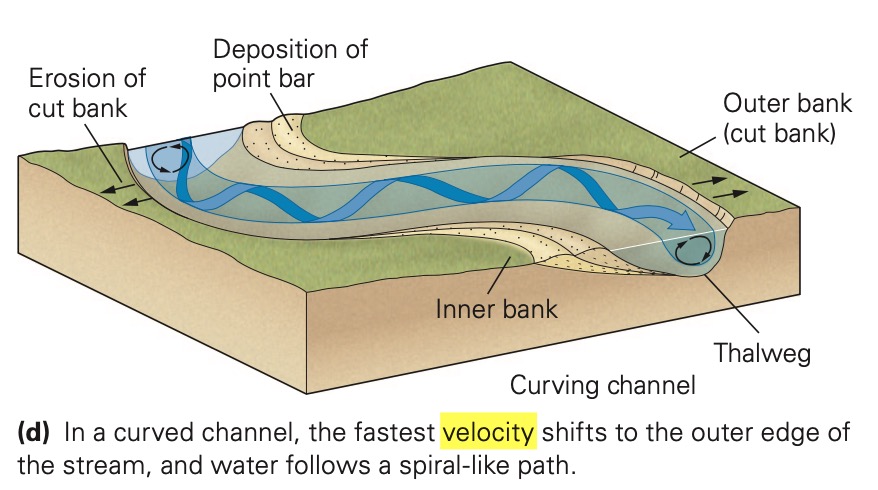 Deposition of
point bar
Erosion of
cut bank
Outer bank
(cut bank)
Inner bank
Thalweg
Curving channel
(d) In a curved channel, the fastest velocity shifts to the outer edge of
the stream, and water follows a spiral-like path.